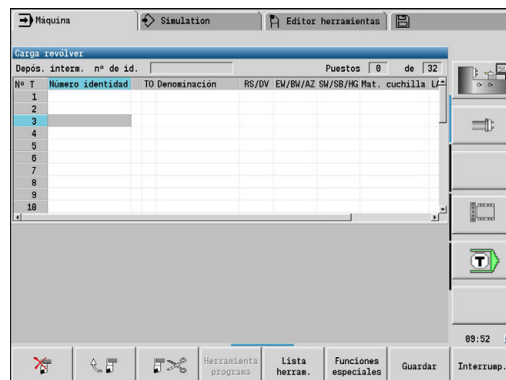 Máquina Simulation Editor herramientas
Carga revolver
Depós. interm. nº de id. Puestos 0 de 32
Nº T Número identidad TO Denominación RS/DV EW/BW/AZ SW/SB/HG Mat. cuchilla
1
2
3
4
5
6
7
8
9
10
T
09:52
Herramienta programa
Lista herram.
Funciones especiales
Guardar
Interrump.